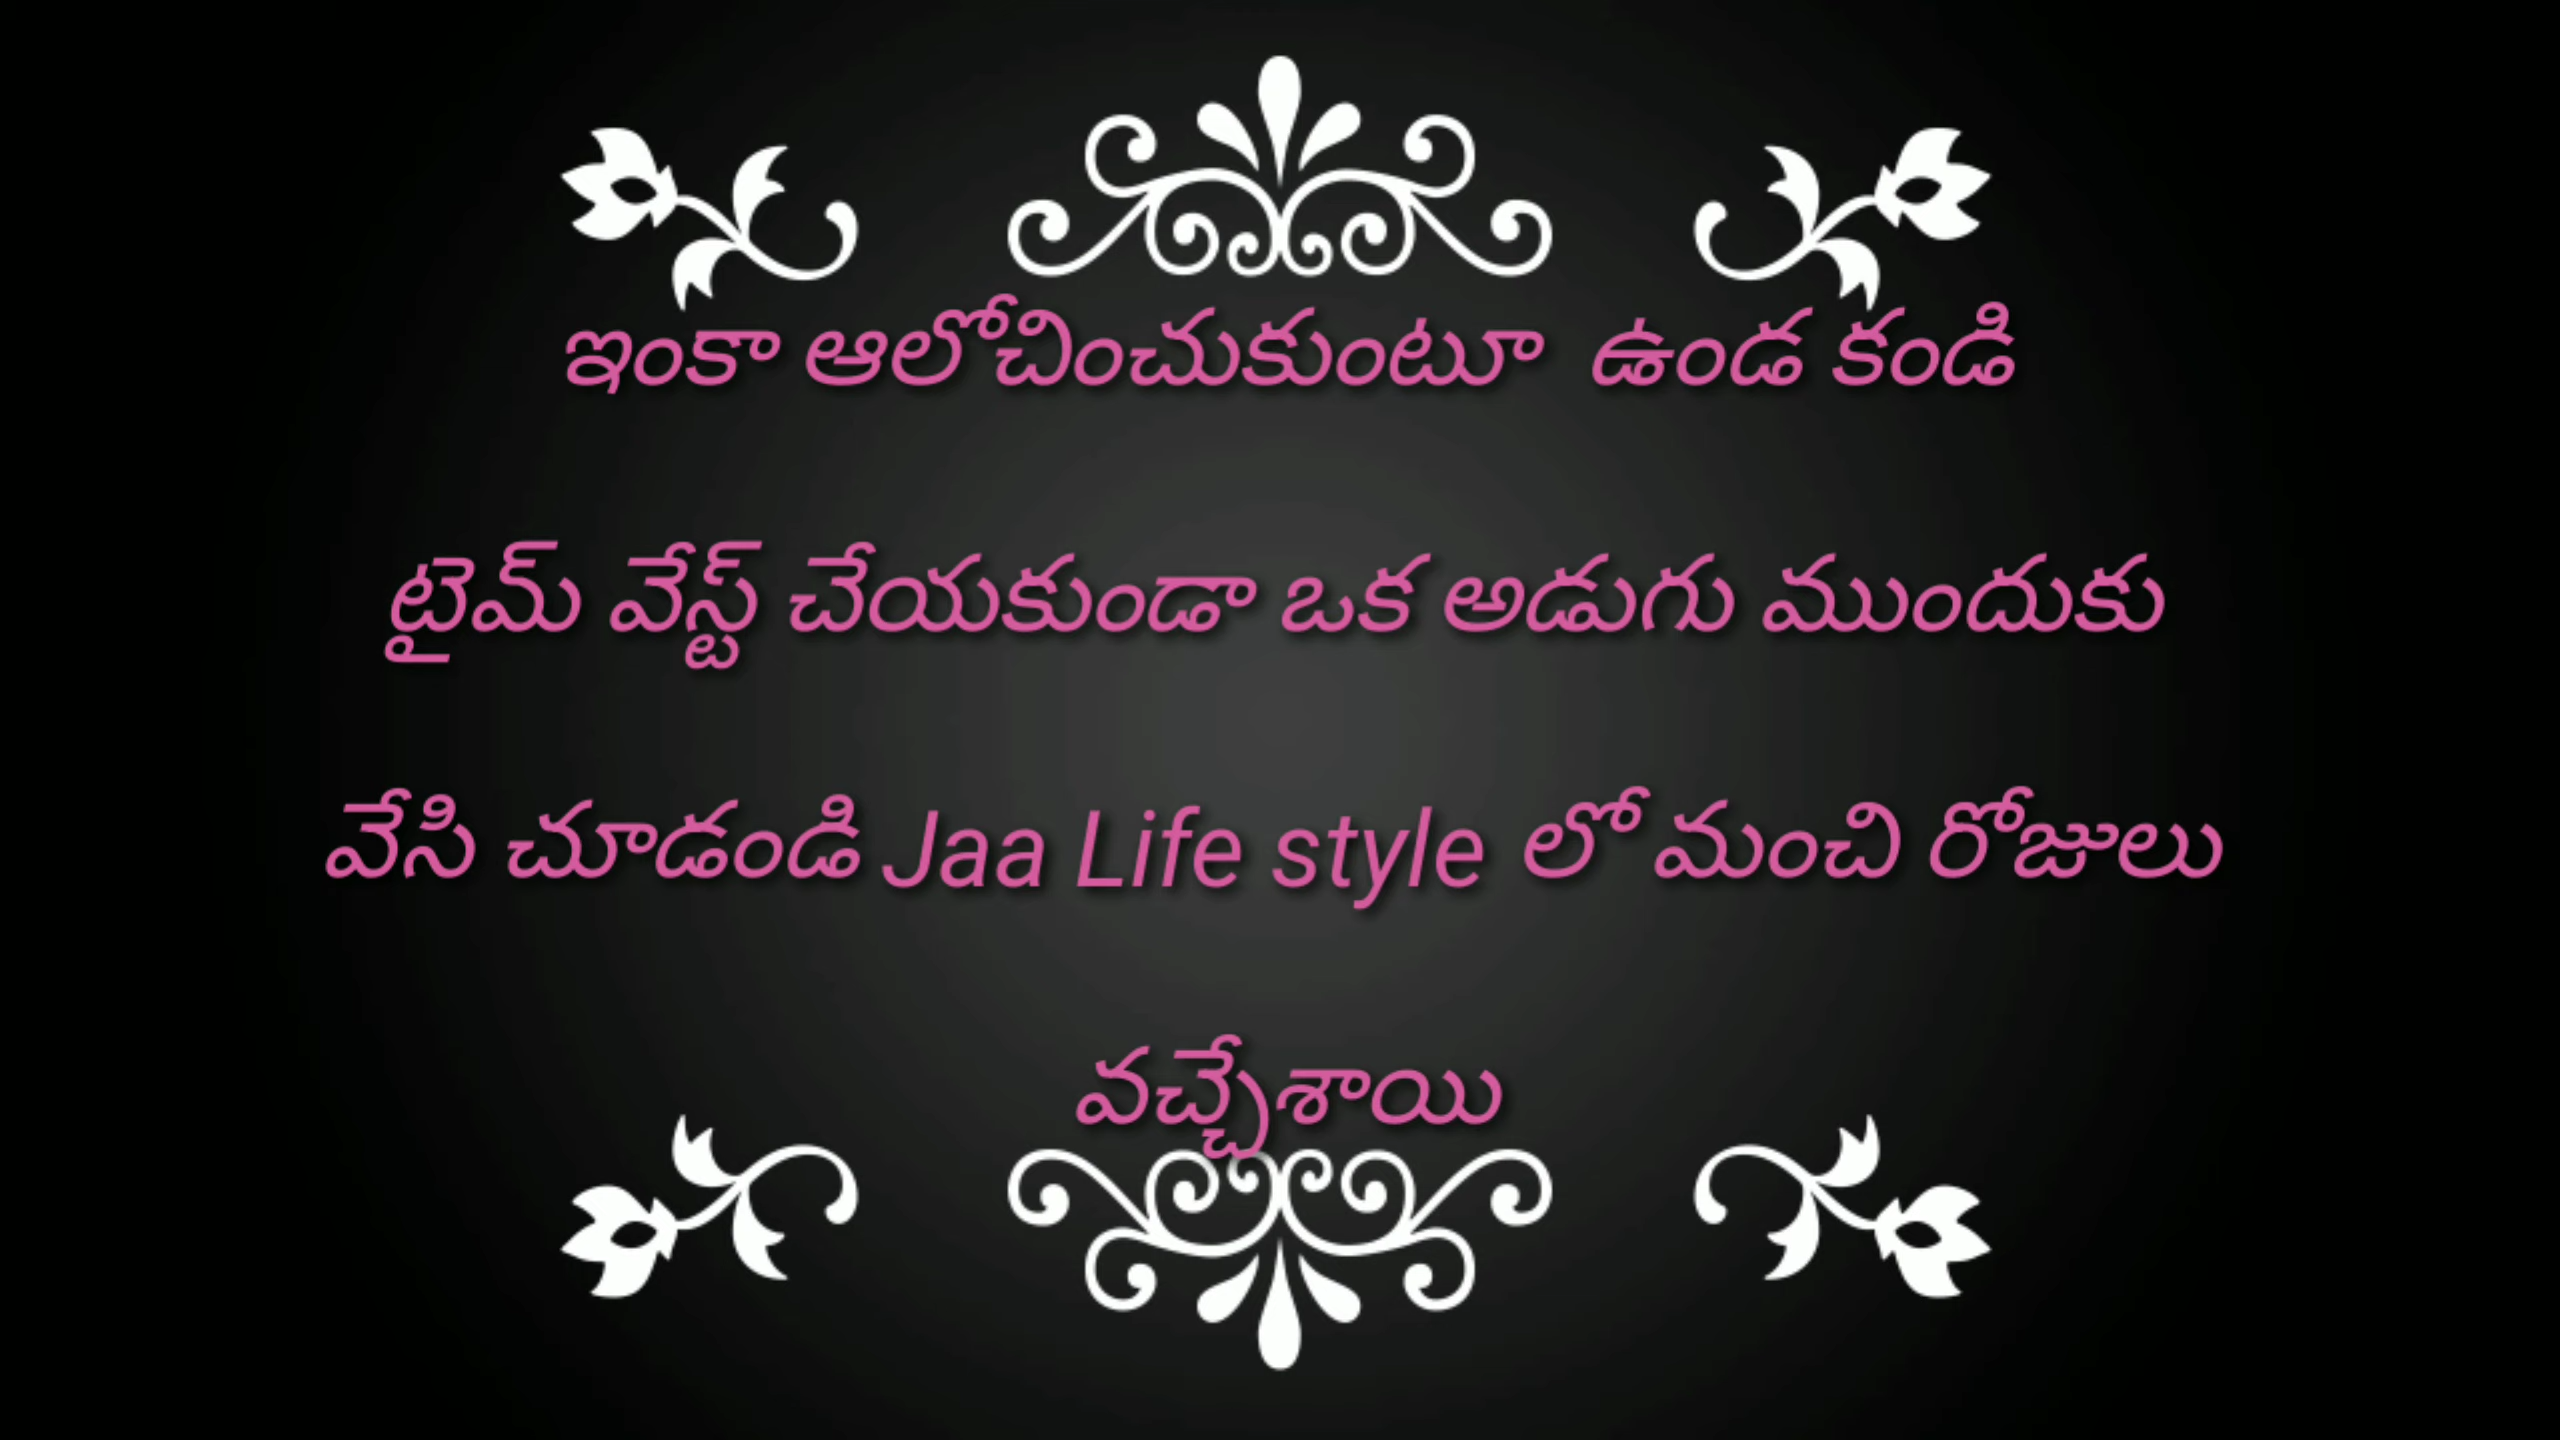 ఇంకా ఆలోచించుకుంటూ ఉండ కండి
టైమ్ వేస్ట్ చేయకుండా ఒక అడుగు ముందుకు
వేసి చూడండి Jaa Life style లో మంచి రోజులు
వచ్చేశాయి